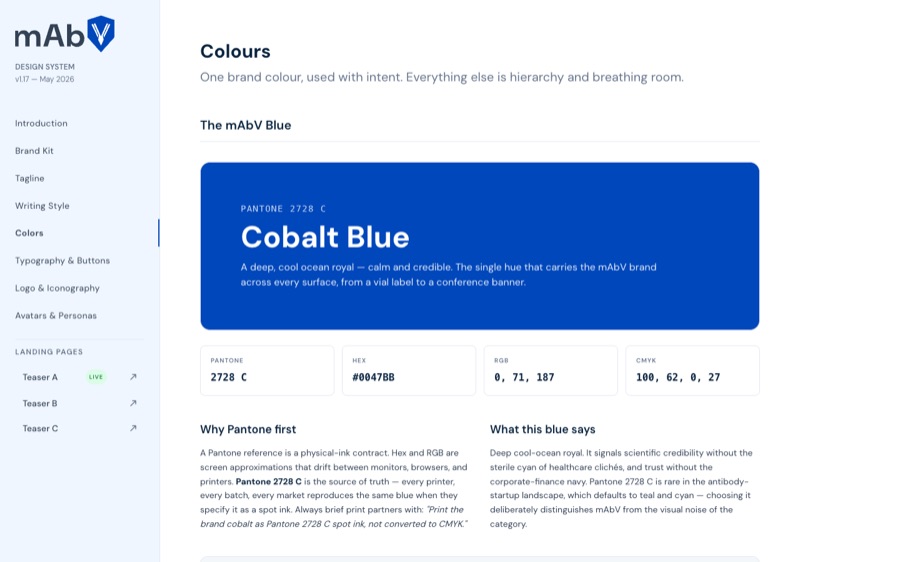 mAbV
DESIGN SYSTEM
v1.17 — May 2026
Introduction
Brand Kit
Tagline
Writing Style
Colors
Typography & Buttons
Logo & Iconography
Avatars & Personas
LANDING PAGES
Teaser A LIVE ↗
Teaser B ↗
Teaser C ↗
Colours
One brand colour, used with intent. Everything else is hierarchy and breathing room.
The mAbV Blue
PANTONE 2728 C
Cobalt Blue
A deep, cool ocean royal — calm and credible. The single hue that carries the mAbV brand
across every surface, from a vial label to a conference banner.
PANTONE
2728 C
HEX
#0047BB
RGB
0, 71, 187
CMYK
100, 62, 0, 27
Why Pantone first
A Pantone reference is a physical-ink contract. Hex and RGB are
screen approximations that drift between monitors, browsers, and
printers. Pantone 2728 C is the source of truth — every printer,
every batch, every market reproduces the same blue when they
specify it as a spot ink. Always brief print partners with: "Print the
brand cobalt as Pantone 2728 C spot ink, not converted to CMYK."
What this blue says
Deep cool-ocean royal. It signals scientific credibility without the
sterile cyan of healthcare clichés, and trust without the
corporate-finance navy. Pantone 2728 C is rare in the antibody-
startup landscape, which defaults to teal and cyan — choosing it
deliberately distinguishes mAbV from the visual noise of the
category.